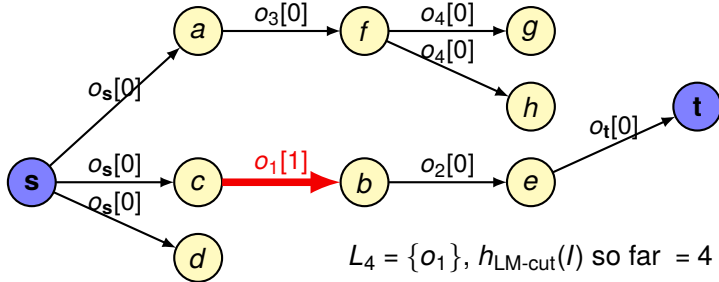 o₃[0]
o₄[0]
a
f
g
o₄[0]
oₛ[0]
h
t
oₜ[0]
oₛ[0]
o₁[1]
o₂[0]
s
c
b
e
oₛ[0]
d
L₄ = {o₁}, h_LM-cut(I) so far = 4